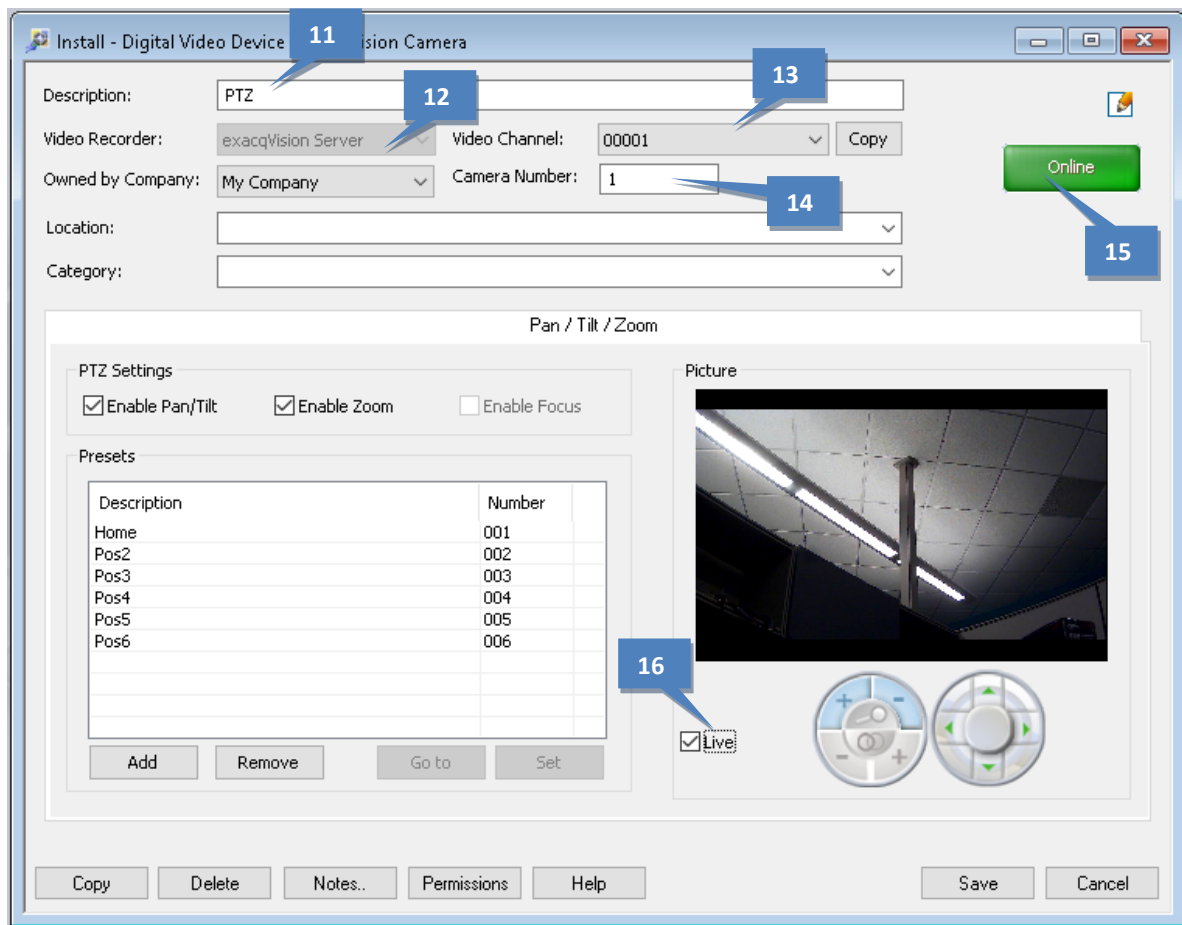 Install - Digital Video Device ision Camera
11
Description: PTZ
12
13
Video Recorder: exacqVision Server Video Channel: 00001 Copy
Owned by Company: My Company Camera Number: 1
14
Online
15
Location:
Category:
Pan / Tilt / Zoom
PTZ Settings
Enable Pan/Tilt Enable Zoom Enable Focus
Presets
Description Number
Home 001
Pos2 002
Pos3 003
Pos4 004
Pos5 005
Pos6 006
Add Remove Go to Set
Picture
16
Live
+ -
- +
Copy Delete Notes.. Permissions Help Save Cancel